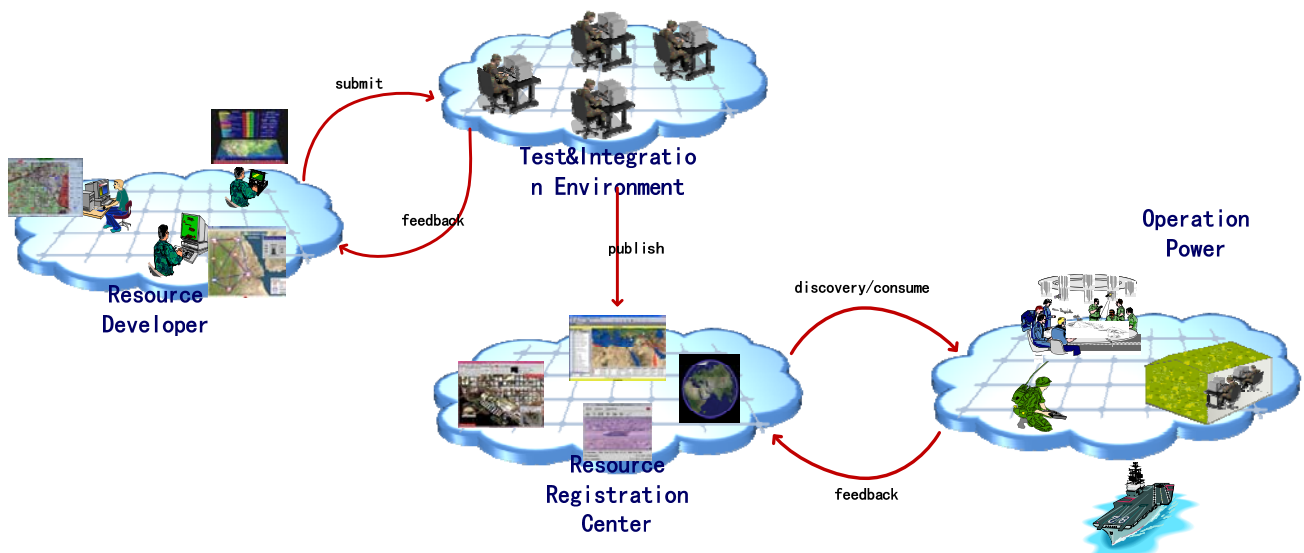 submit
Test&Integratio
n Environment
feedback
publish
Resource
Developer
Operation
Power
discovery/consume
Resource
Registration
Center
feedback